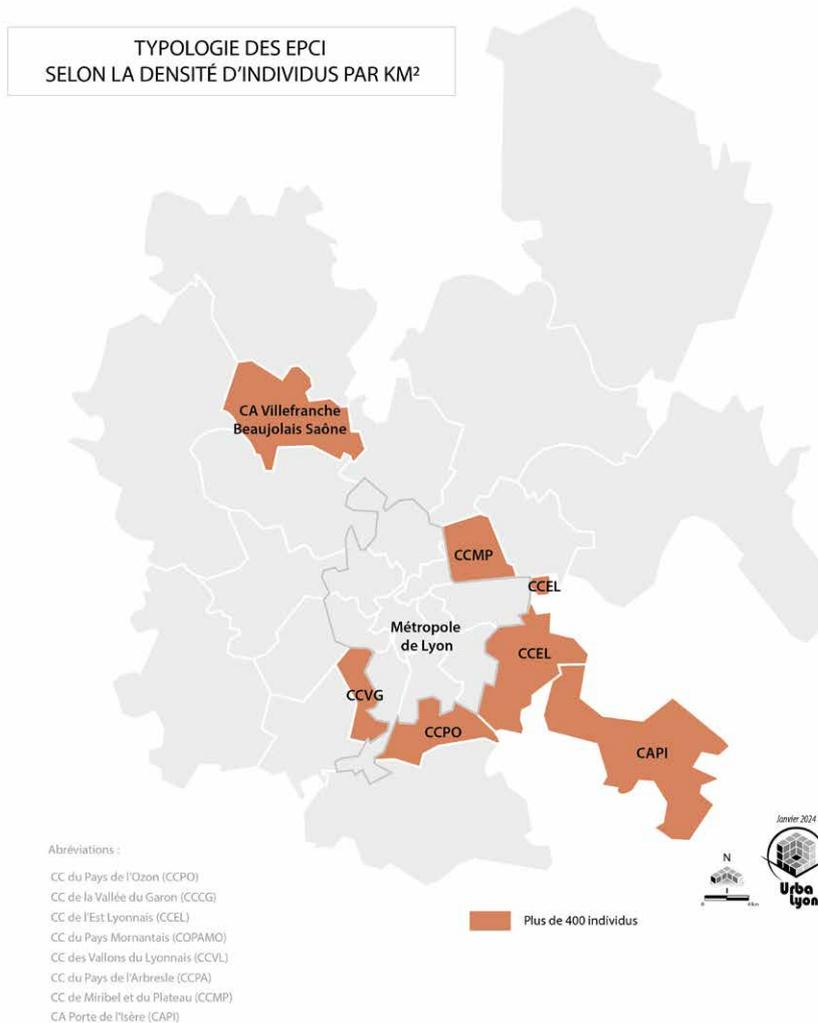 TYPOLOGIE DES EPCI
SELON LA DENSITÉ D'INDIVIDUS PAR KM²
CA Villefranche
Beaujolais Saône
CCMP
CCEL
Métropole
de Lyon
CCEL
CCVG
CCPO
CAPI
Janvier 2024
N
Urba
Lyon
0 4 km
Plus de 400 individus
Abréviations :
CC du Pays de l'Ozon (CCPO)
CC de la Vallée du Garon (CCCG)
CC de l'Est Lyonnais (CCEL)
CC du Pays Mornantais (COPAMO)
CC des Vallons du Lyonnais (CCVL)
CC du Pays de l'Arbresle (CCPA)
CC de Miribel et du Plateau (CCMP)
CA Porte de l'Isère (CAPI)